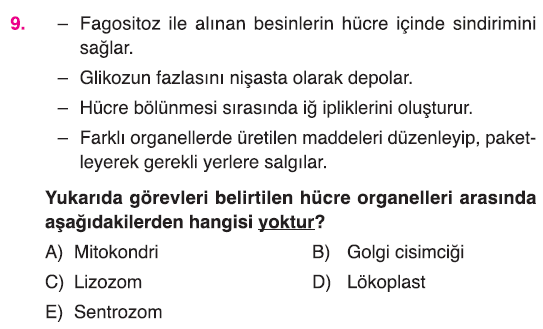 9. – Fagositoz ile alınan besinlerin hücre içinde sindirimini
sağlar.
– Glikozun fazlasını nişasta olarak depolar.
– Hücre bölünmesi sırasında iğ ipliklerini oluşturur.
– Farklı organellerde üretilen maddeleri düzenleyip, paket-
leyerek gerekli yerlere salgılar.
Yukarıda görevleri belirtilen hücre organelleri arasında
aşağıdakilerden hangisi yoktur?
A) Mitokondri B) Golgi cisimciği
C) Lizozom D) Lökoplast
E) Sentrozom